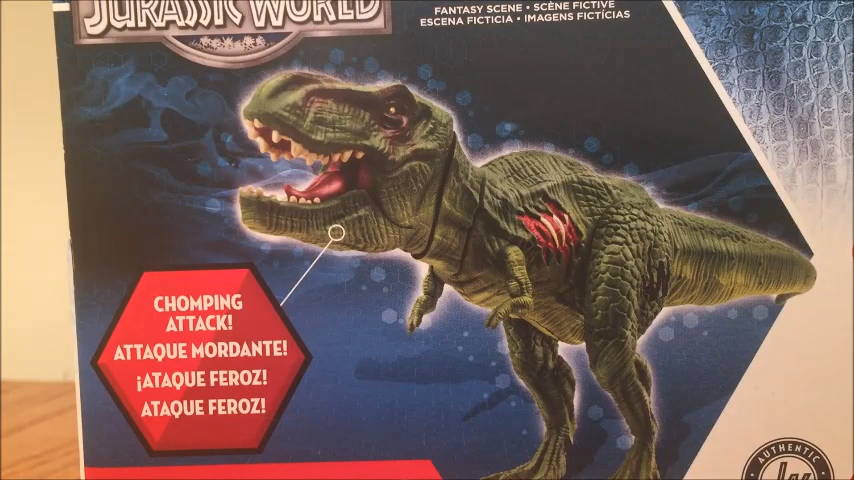 JURASSIC WORLD
FANTASY SCENE • SCÈNE FICTIVE
ESCENA FICTICIA • IMAGENS FICTÍCIAS
CHOMPING
ATTACK!
ATTAQUE MORDANTE!
¡ATAQUE FEROZ!
ATAQUE FEROZ!
AUTHENTIC
JW